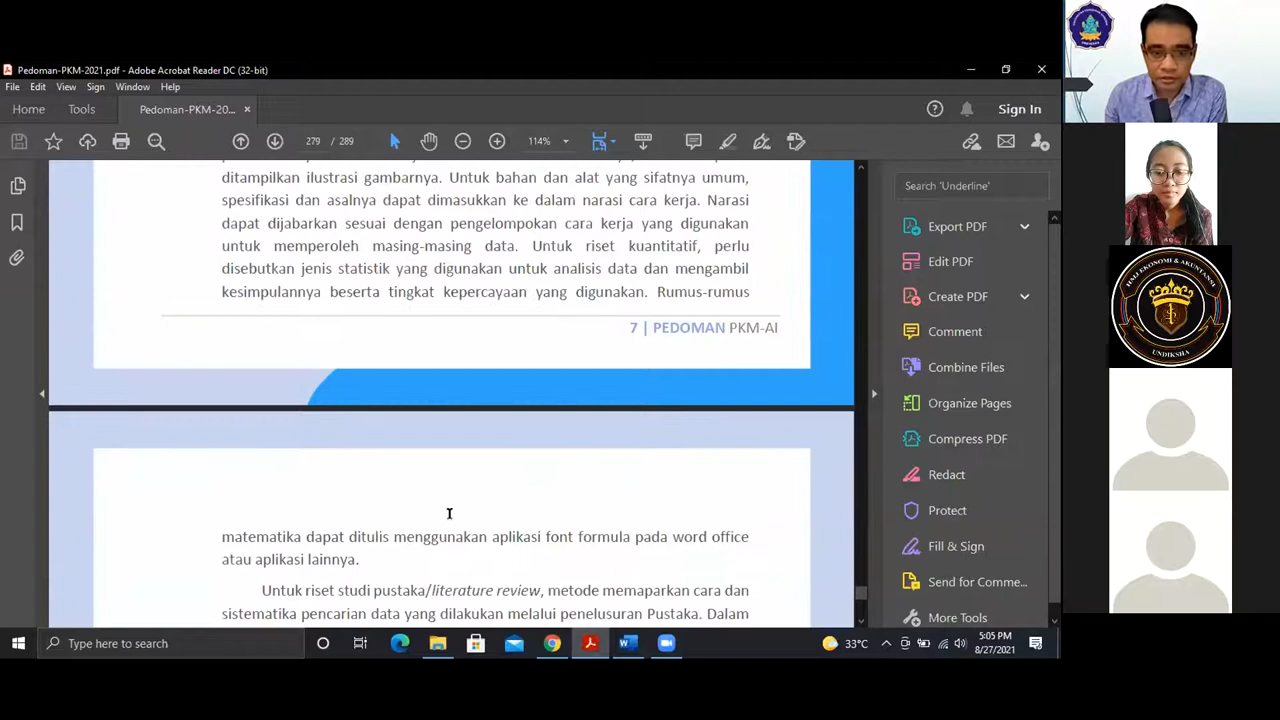 Pedoman-PKM-2021.pdf - Adobe Acrobat Reader DC (32-bit)
File Edit View Sign Window Help
Home Tools Pedoman-PKM-20... × Sign In
279 / 289 114%
ditampilkan ilustrasi gambarnya. Untuk bahan dan alat yang sifatnya umum,
spesifikasi dan asalnya dapat dimasukkan ke dalam narasi cara kerja. Narasi
dapat dijabarkan sesuai dengan pengelompokan cara kerja yang digunakan
untuk memperoleh masing-masing data. Untuk riset kuantitatif, perlu
disebutkan jenis statistik yang digunakan untuk analisis data dan mengambil
kesimpulannya beserta tingkat kepercayaan yang digunakan. Rumus-rumus
7 | PEDOMAN PKM-AI
matematika dapat ditulis menggunakan aplikasi font formula pada word office
atau aplikasi lainnya.
Untuk riset studi pustaka/literature review, metode memaparkan cara dan
sistematika pencarian data yang dilakukan melalui penelusuran Pustaka. Dalam
Search 'Underline'
Export PDF
Edit PDF
Create PDF
Comment
Combine Files
Organize Pages
Compress PDF
Redact
Protect
Fill & Sign
Send for Comme...
More Tools
HMJ EKONOMI & AKUNTANSI
UNDIKSHA
Type here to search
33°C
5:05 PM
8/27/2021